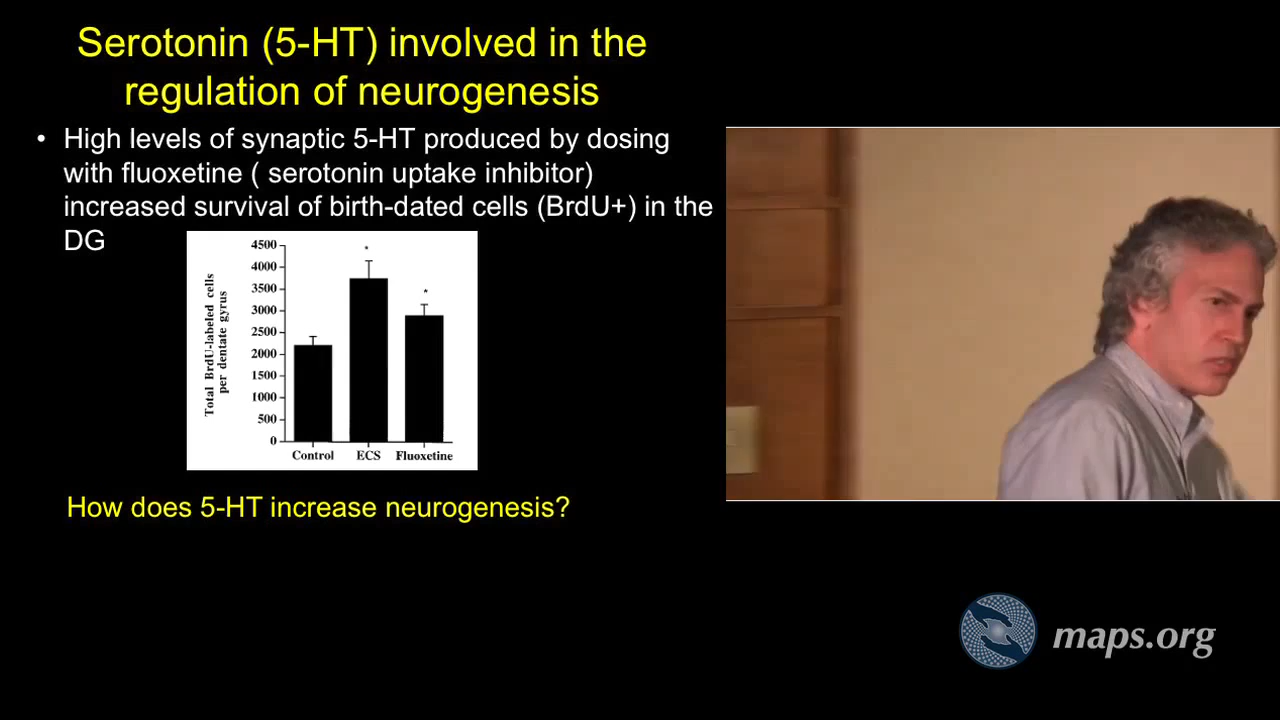 Serotonin (5-HT) involved in the
regulation of neurogenesis
• High levels of synaptic 5-HT produced by dosing
with fluoxetine ( serotonin uptake inhibitor)
increased survival of birth-dated cells (BrdU+) in the
DG
Total BrdU-labeled cells
per dentate gyrus
4500
4000
3500
3000
2500
2000
1500
1000
500
0
*
*
Control ECS Fluoxetine
How does 5-HT increase neurogenesis?
maps.org